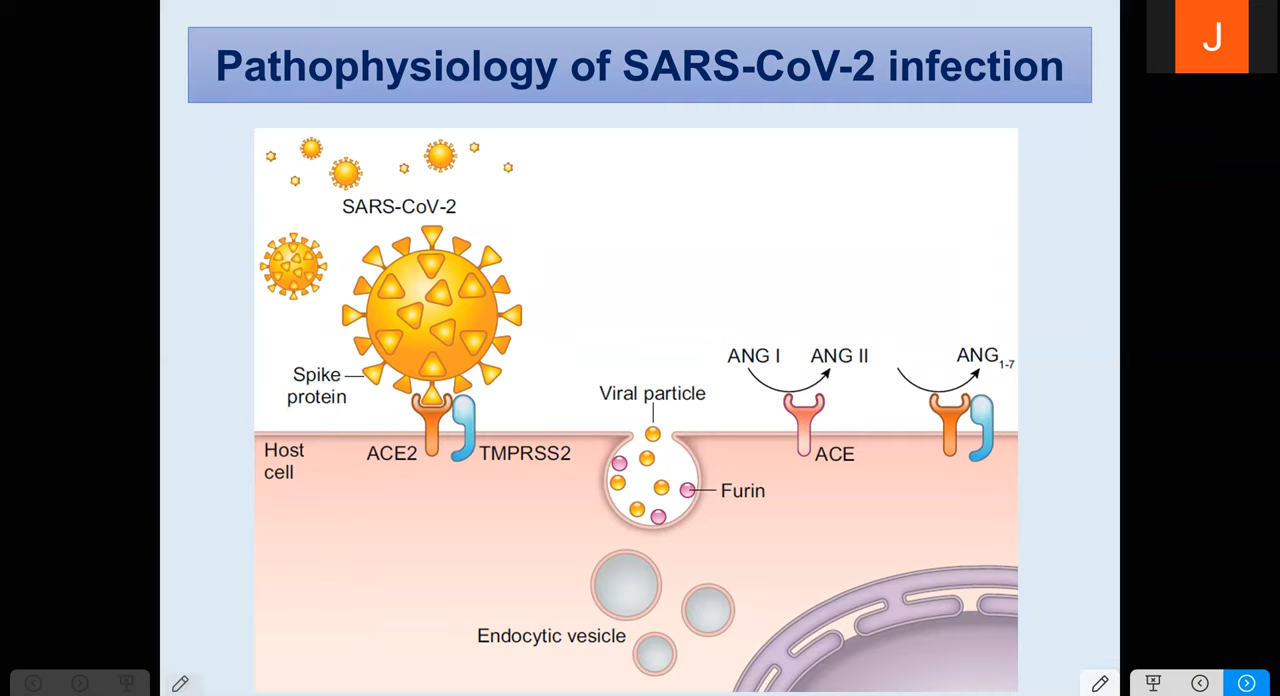 Pathophysiology of SARS-CoV-2 infection
J
SARS-CoV-2
Spike
protein
Host
cell
ACE2
TMPRSS2
Viral particle
Furin
ANG I
ANG II
ACE
ANG1-7
Endocytic vesicle